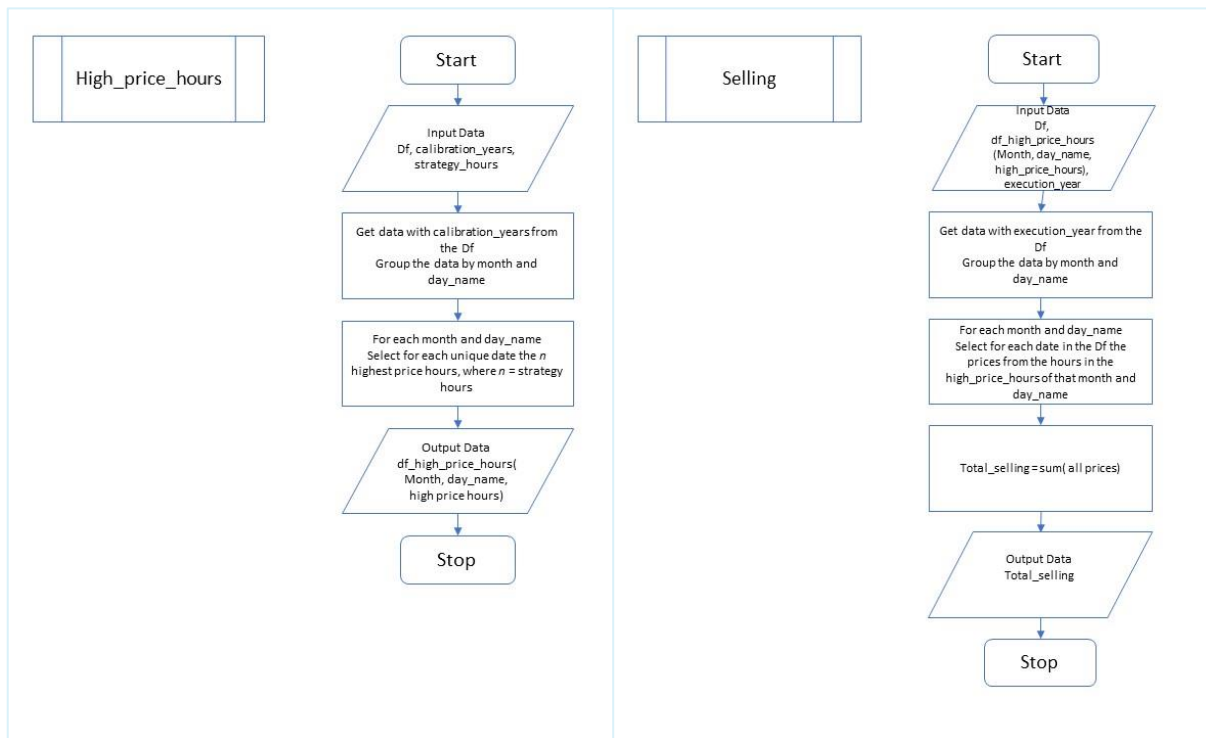 High_price_hours
Start
Input Data
Df, calibration_years,
strategy_hours
Get data with calibration_years from
the Df
Group the data by month and
day_name
For each month and day_name
Select for each unique date the n
highest price hours, where n = strategy
hours
Output Data
df_high_price_hours(
Month, day_name,
high price hours)
Stop
Selling
Start
Input Data
Df,
df_high_price_hours
(Month, day_name,
high_price_hours),
execution_year
Get data with execution_year from the
Df
Group the data by month and
day_name
For each month and day_name
Select for each date in the Df the
prices from the hours in the
high_price_hours of that month and
day_name
Total_selling = sum( all prices)
Output Data
Total_selling
Stop